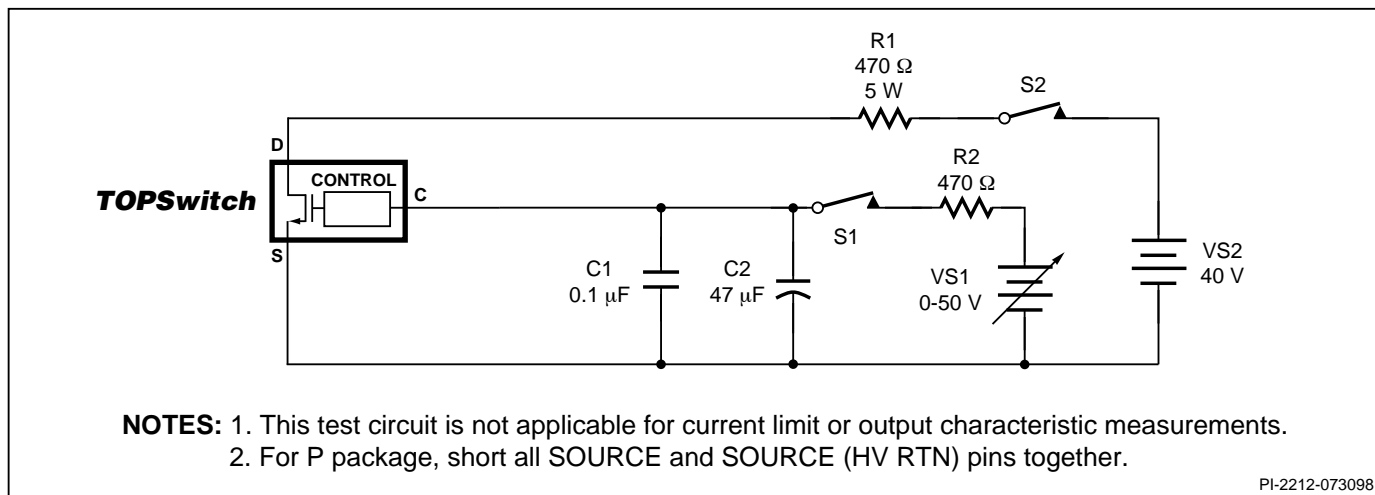 R1
470 Ω
5 W
S2
D
CONTROL
C
TOPSwitch
S
R2
470 Ω
S1
C1
0.1 μF
C2
47 μF
VS1
0-50 V
VS2
40 V
NOTES: 1. This test circuit is not applicable for current limit or output characteristic measurements.
2. For P package, short all SOURCE and SOURCE (HV RTN) pins together.
PI-2212-073098